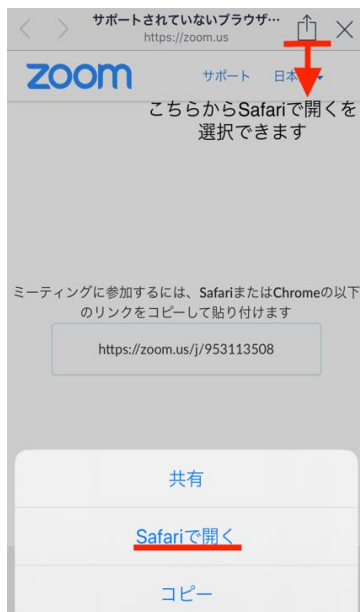 サポートされていないブラウザ…
https://zoom.us
zoom サポート 日本
こちらからSafariで開くを
選択できます
ミーティングに参加するには、SafariまたはChromeの以下
のリンクをコピーして貼り付けます
https://zoom.us/j/953113508
共有
Safariで開く
コピー